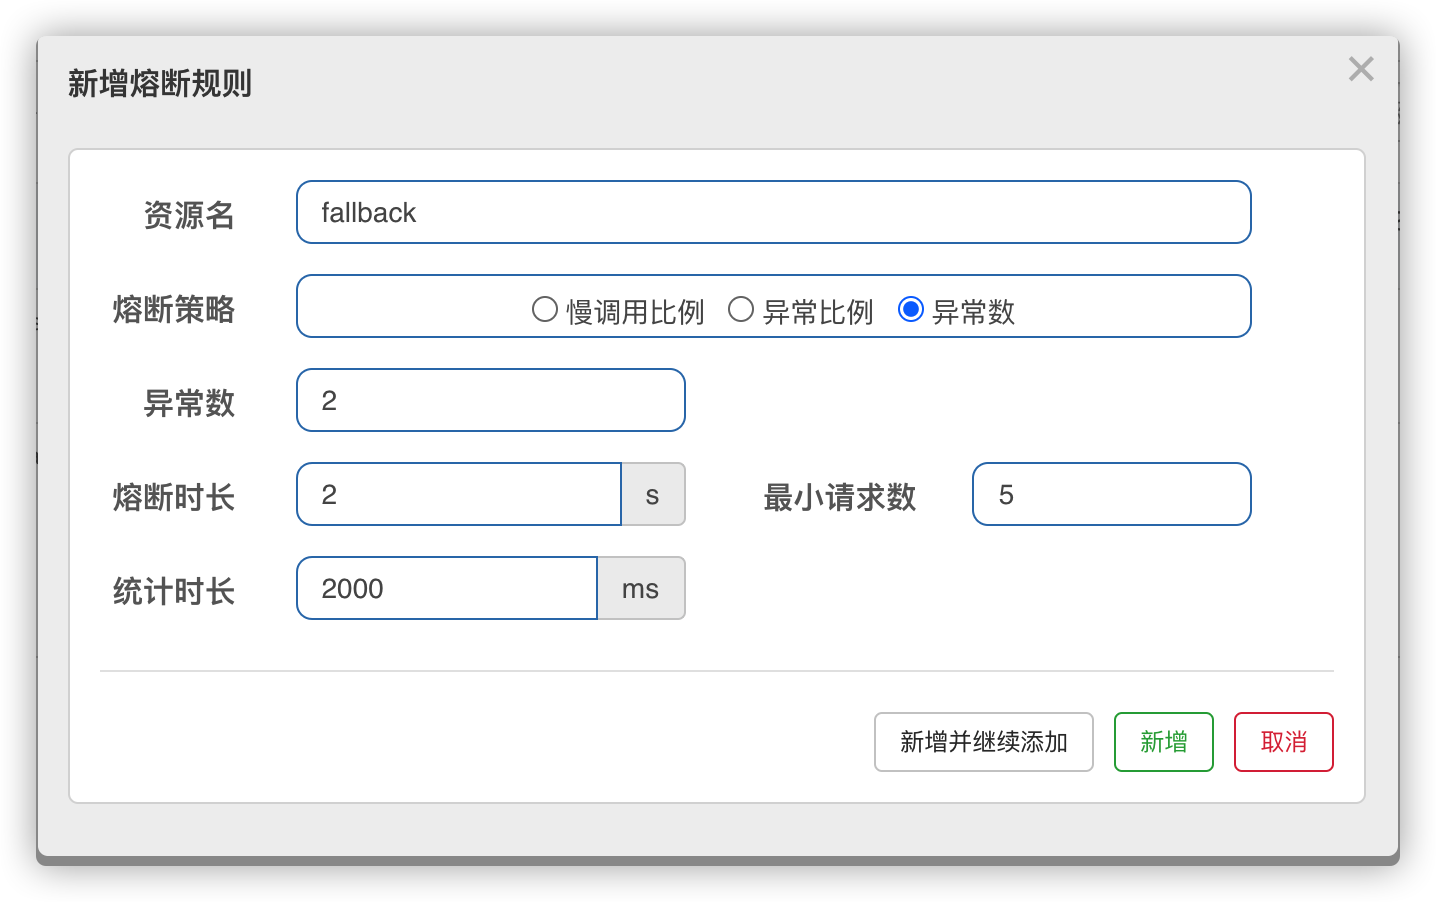 新增熔断规则
资源名 fallback
熔断策略 慢调用比例 异常比例 异常数
异常数 2
熔断时长 2 s 最小请求数 5
统计时长 2000 ms
新增并继续添加 新增 取消